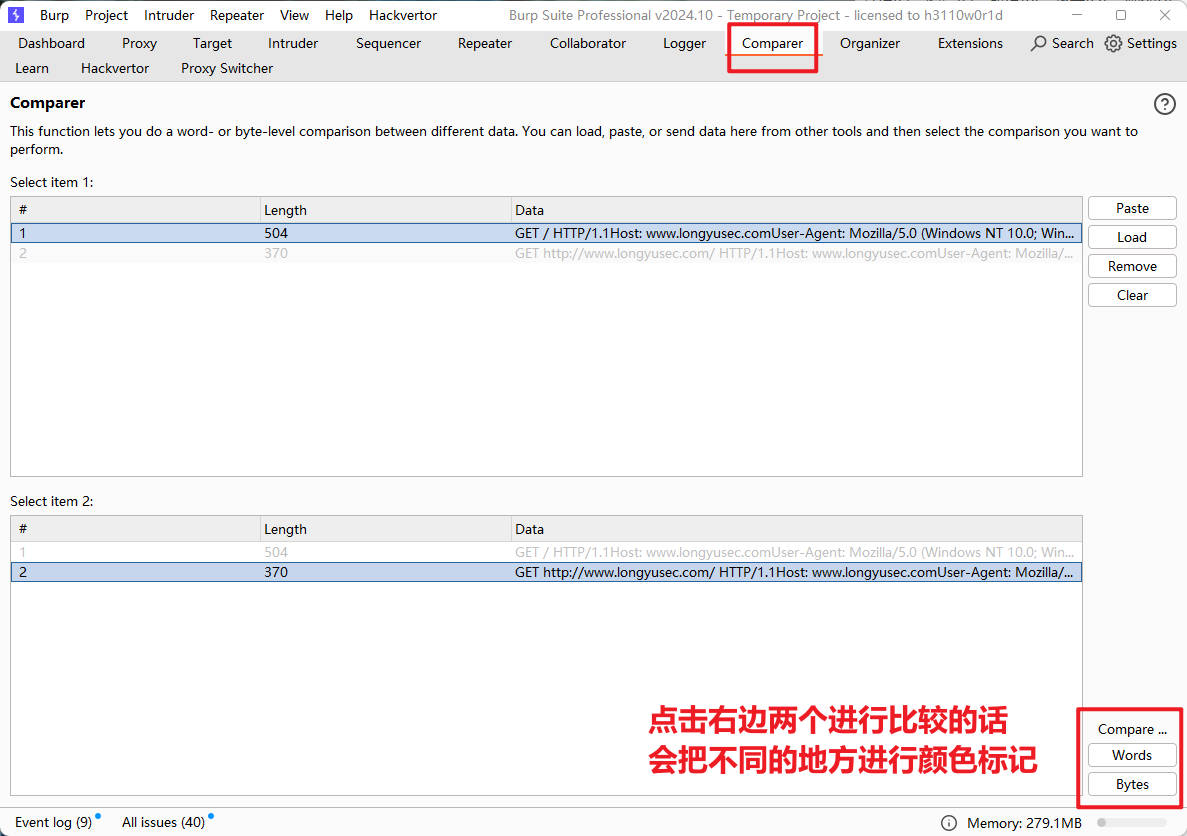 Burp Project Intruder Repeater View Help Hackvertor Burp Suite Professional v2024.10 - Temporary Project - licensed to h3110w0r1d
Dashboard Proxy Target Intruder Sequencer Repeater Collaborator Logger Comparer Organizer Extensions Search Settings
Learn Hackvertor Proxy Switcher
Comparer
This function lets you do a word- or byte-level comparison between different data. You can load, paste, or send data here from other tools and then select the comparison you want to
perform.
Select item 1:
# Length Data
1 504 GET / HTTP/1.1Host: www.longyusec.comUser-Agent: Mozilla/5.0 (Windows NT 10.0; Win...
2 370 GET http://www.longyusec.com/ HTTP/1.1Host: www.longyusec.comUser-Agent: Mozilla/...
Paste
Load
Remove
Clear
Select item 2:
# Length Data
1 504 GET / HTTP/1.1Host: www.longyusec.comUser-Agent: Mozilla/5.0 (Windows NT 10.0; Win...
2 370 GET http://www.longyusec.com/ HTTP/1.1Host: www.longyusec.comUser-Agent: Mozilla/...
点击右边两个进行比较的话
会把不同的地方进行颜色标记
Compare ...
Words
Bytes
Event log (9) All issues (40) Memory: 279.1MB